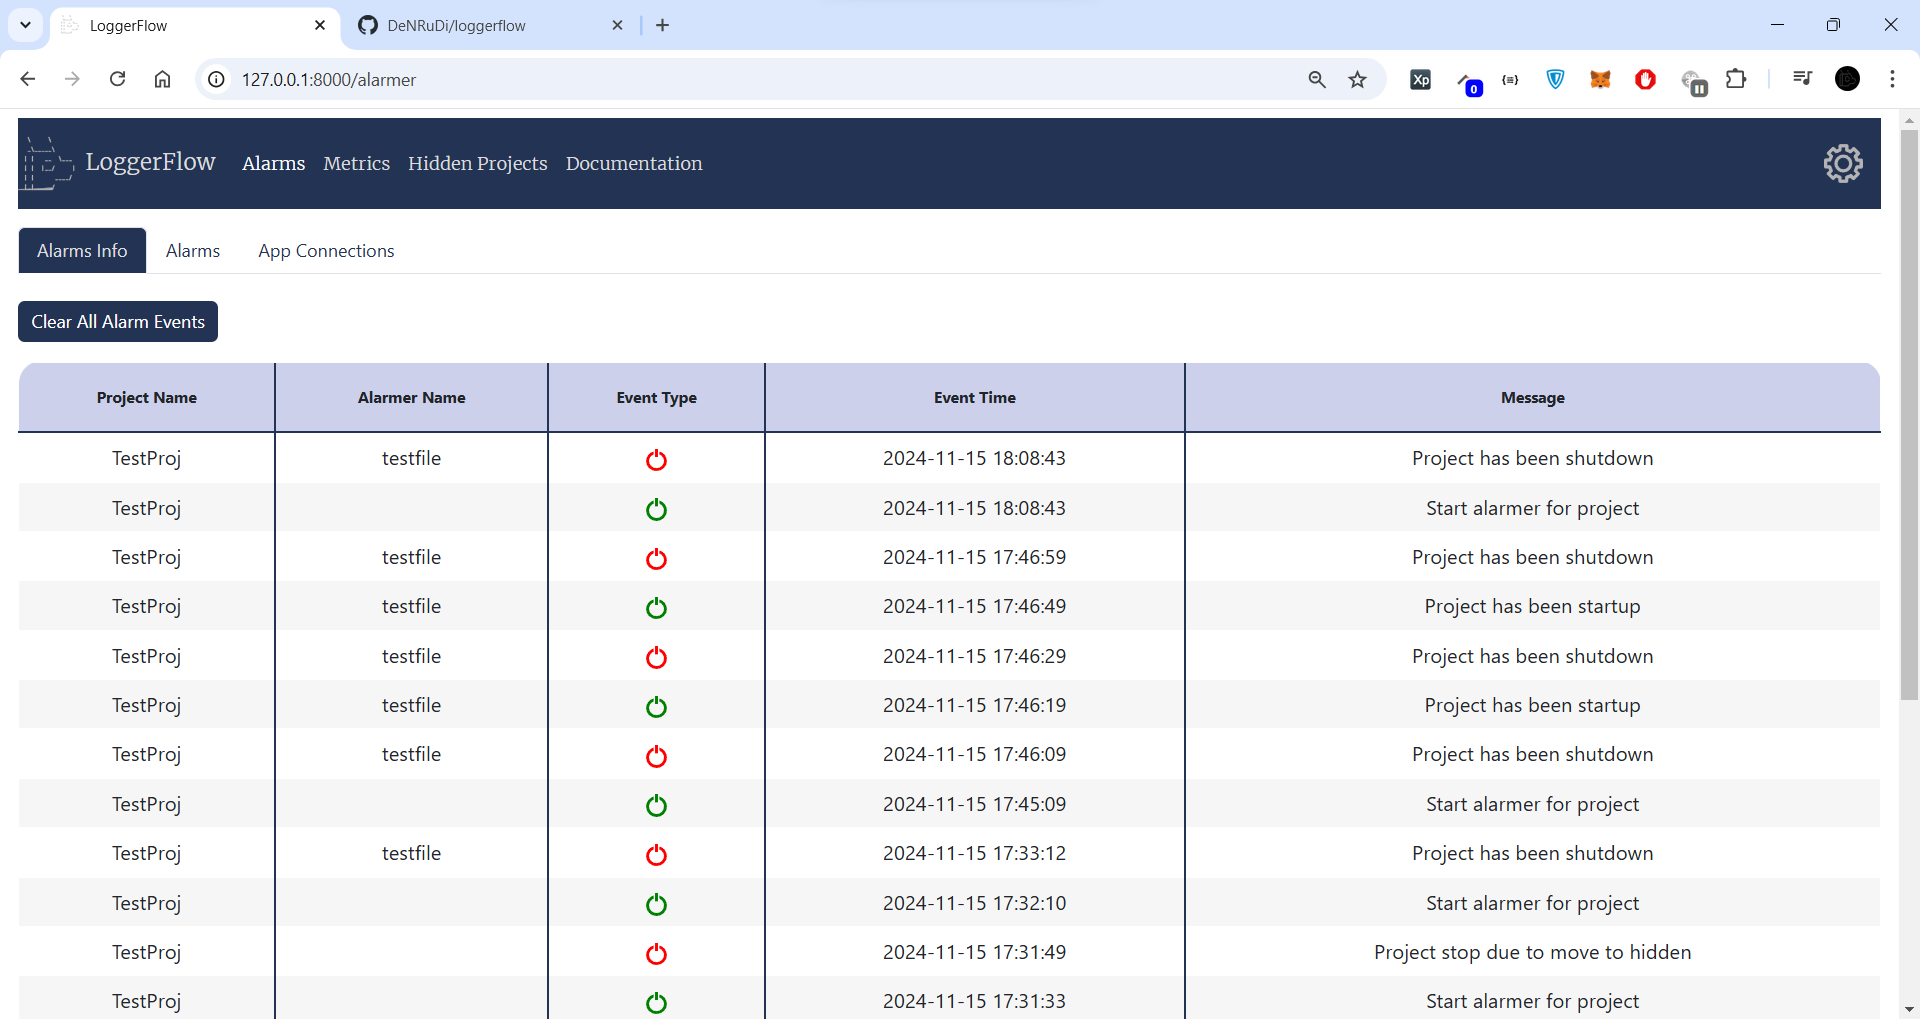 LoggerFlow
DeNRuDi/loggerflow
127.0.0.1:8000/alarmer
Xp
0
LoggerFlow Alarms Metrics Hidden Projects Documentation
Alarms Info Alarms App Connections
Clear All Alarm Events
Project Name Alarmer Name Event Type Event Time Message
TestProj testfile 2024-11-15 18:08:43 Project has been shutdown
TestProj 2024-11-15 18:08:43 Start alarmer for project
TestProj testfile 2024-11-15 17:46:59 Project has been shutdown
TestProj testfile 2024-11-15 17:46:49 Project has been startup
TestProj testfile 2024-11-15 17:46:29 Project has been shutdown
TestProj testfile 2024-11-15 17:46:19 Project has been startup
TestProj testfile 2024-11-15 17:46:09 Project has been shutdown
TestProj 2024-11-15 17:45:09 Start alarmer for project
TestProj testfile 2024-11-15 17:33:12 Project has been shutdown
TestProj 2024-11-15 17:32:10 Start alarmer for project
TestProj 2024-11-15 17:31:49 Project stop due to move to hidden
TestProj 2024-11-15 17:31:33 Start alarmer for project